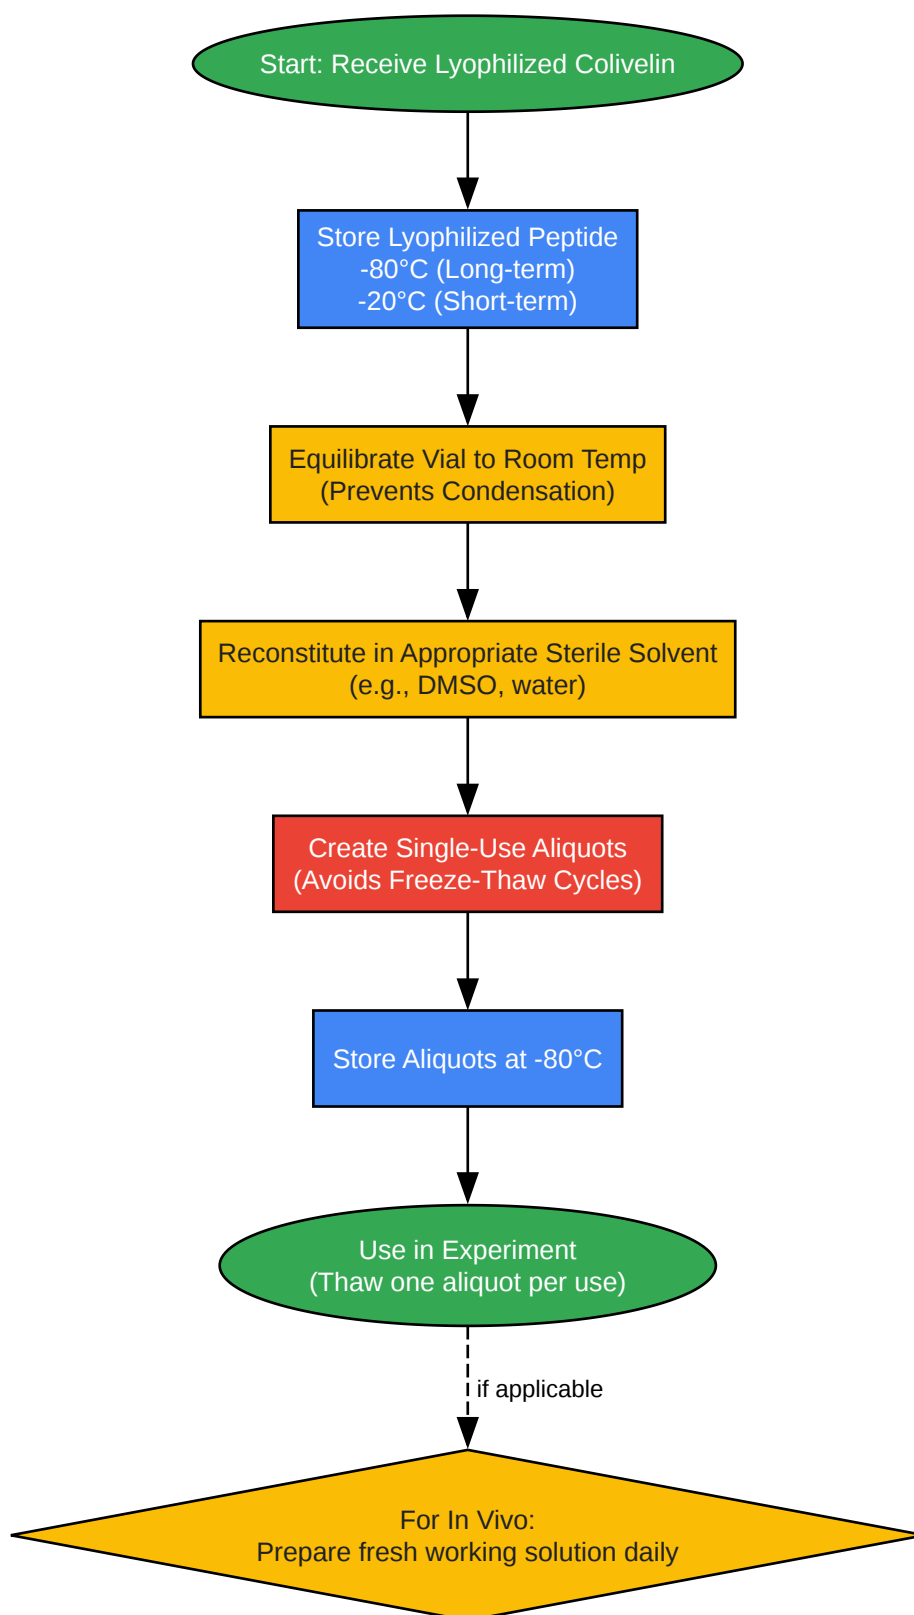 Start: Receive Lyophilized Colivelin
Store Lyophilized Peptide
-80°C (Long-term)
-20°C (Short-term)
Equilibrate Vial to Room Temp
(Prevents Condensation)
Reconstitute in Appropriate Sterile Solvent
(e.g., DMSO, water)
Create Single-Use Aliquots
(Avoids Freeze-Thaw Cycles)
Store Aliquots at -80°C
Use in Experiment
(Thaw one aliquot per use)
if applicable
For In Vivo:
Prepare fresh working solution daily